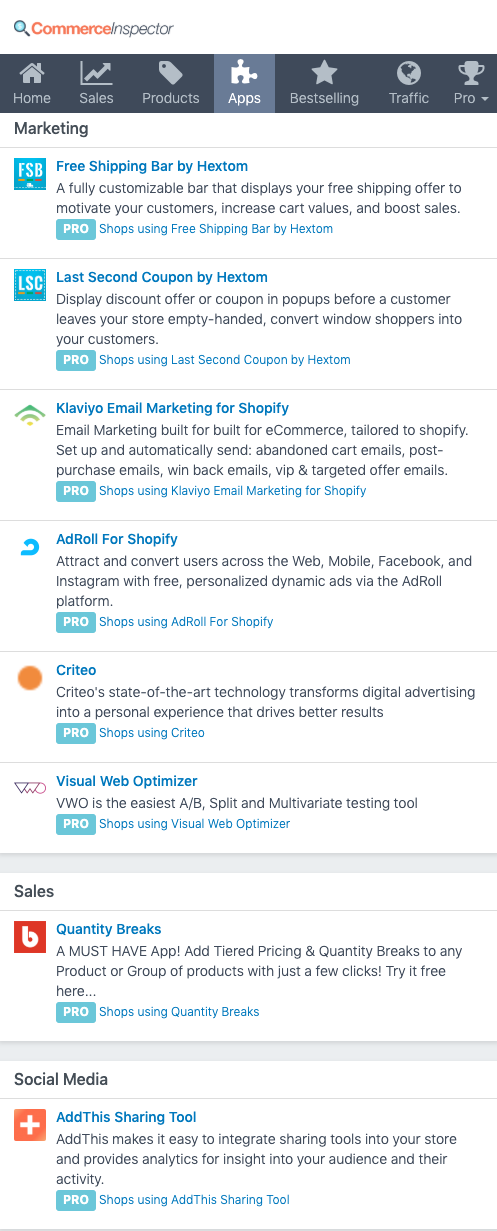 CommerceInspector
Home Sales Products Apps Bestselling Traffic Pro
Marketing
FSB
Free Shipping Bar by Hextom
A fully customizable bar that displays your free shipping offer to
motivate your customers, increase cart values, and boost sales.
PRO Shops using Free Shipping Bar by Hextom
LSC
Last Second Coupon by Hextom
Display discount offer or coupon in popups before a customer
leaves your store empty-handed, convert window shoppers into
your customers.
PRO Shops using Last Second Coupon by Hextom
Klaviyo Email Marketing for Shopify
Email Marketing built for built for eCommerce, tailored to shopify.
Set up and automatically send: abandoned cart emails, post-
purchase emails, win back emails, vip & targeted offer emails.
PRO Shops using Klaviyo Email Marketing for Shopify
AdRoll For Shopify
Attract and convert users across the Web, Mobile, Facebook, and
Instagram with free, personalized dynamic ads via the AdRoll
platform.
PRO Shops using AdRoll For Shopify
Criteo
Criteo's state-of-the-art technology transforms digital advertising
into a personal experience that drives better results
PRO Shops using Criteo
VWO
Visual Web Optimizer
VWO is the easiest A/B, Split and Multivariate testing tool
PRO Shops using Visual Web Optimizer
Sales
b
Quantity Breaks
A MUST HAVE App! Add Tiered Pricing & Quantity Breaks to any
Product or Group of products with just a few clicks! Try it free
here...
PRO Shops using Quantity Breaks
Social Media
AddThis Sharing Tool
AddThis makes it easy to integrate sharing tools into your store
and provides analytics for insight into your audience and their
activity.
PRO Shops using AddThis Sharing Tool